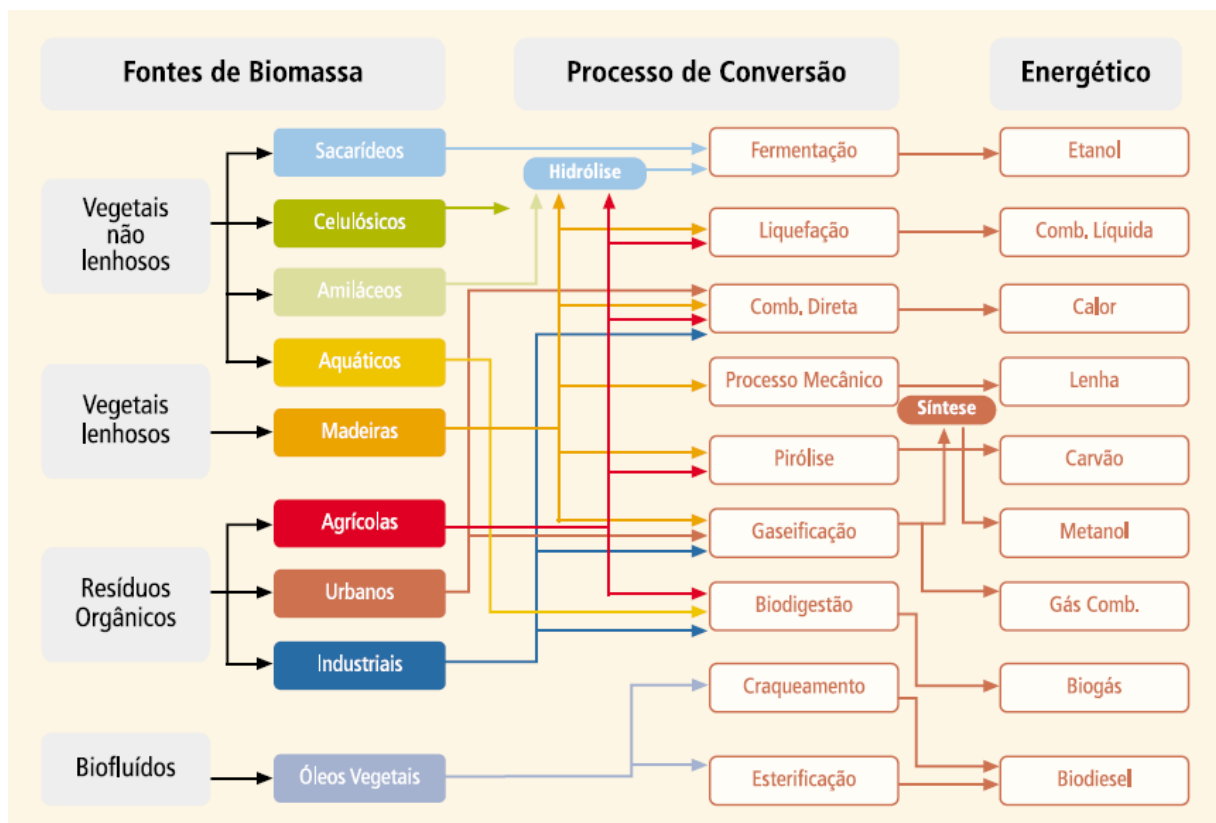 Fontes de Biomassa
Processo de Conversão
Energético
Vegetais
não
lenhosos
Vegetais
lenhosos
Resíduos
Orgânicos
Biofluídos
Sacarídeos
Celulósicos
Amiláceos
Aquáticos
Madeiras
Agrícolas
Urbanos
Industriais
Óleos Vegetais
Hidrólise
Fermentação
Liquefação
Comb. Direta
Processo Mecânico
Pirólise
Gaseificação
Biodigestão
Craqueamento
Esterificação
Síntese
Etanol
Comb. Líquida
Calor
Lenha
Carvão
Metanol
Gás Comb.
Biogás
Biodiesel